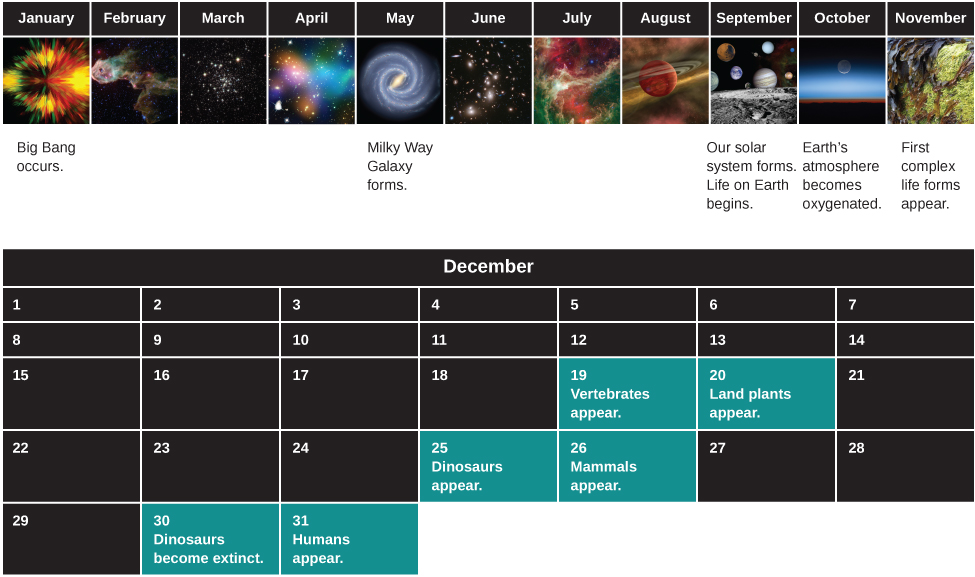 January February March April May June July August September October November
Big Bang
occurs.
Milky Way
Galaxy
forms.
Our solar
system forms.
Life on Earth
begins.
Earth's
atmosphere
becomes
oxygenated.
First
complex
life forms
appear.
December
1 2 3 4 5 6 7
8 9 10 11 12 13 14
15 16 17 18
19
Vertebrates
appear.
20
Land plants
appear.
21
22 23 24
25
Dinosaurs
appear.
26
Mammals
appear.
27 28
29
30
Dinosaurs
become extinct.
31
Humans
appear.